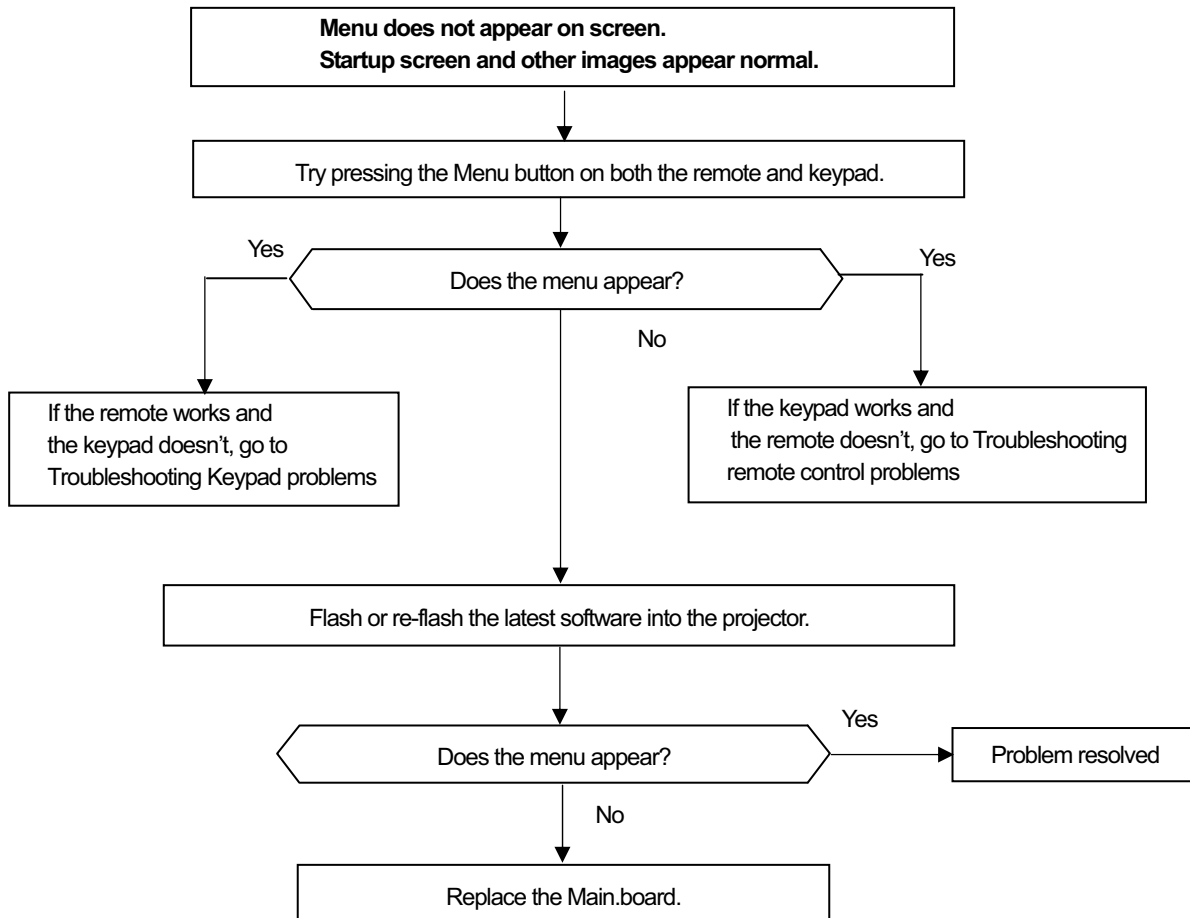 Menu does not appear on screen.
Startup screen and other images appear normal.
Try pressing the Menu button on both the remote and keypad.
Yes
Does the menu appear?
Yes
No
If the remote works and
the keypad doesn't, go to
Troubleshooting Keypad problems
If the keypad works and
the remote doesn't, go to Troubleshooting
remote control problems
Flash or re-flash the latest software into the projector.
Does the menu appear?
Yes
Problem resolved
No
Replace the Main.board.